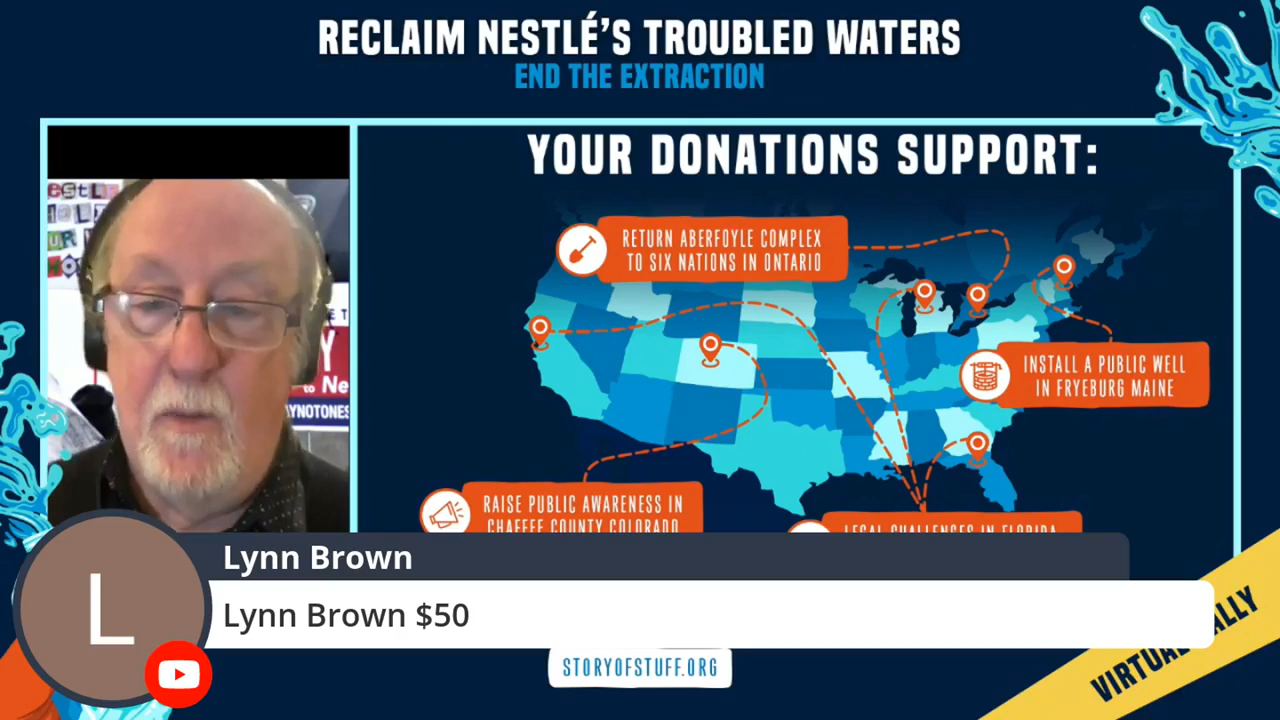 RECLAIM NESTLÉ'S TROUBLED WATERS
END THE EXTRACTION
YOUR DONATIONS SUPPORT:
RETURN ABERFOYLE COMPLEX
TO SIX NATIONS IN ONTARIO
INSTALL A PUBLIC WELL
IN FRYEBURG MAINE
RAISE PUBLIC AWARENESS IN
CHAFFEE COUNTY COLORADO
LEGAL CHALLENGES IN FLORIDA
L
Lynn Brown
Lynn Brown $50
STORYOFSTUFF.ORG